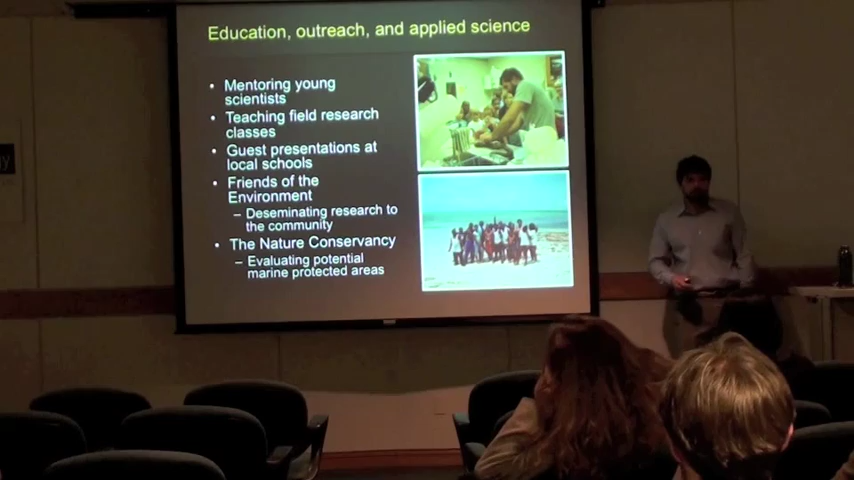 Education, outreach, and applied science
• Mentoring young
scientists
• Teaching field research
classes
• Guest presentations at
local schools
• Friends of the
Environment
– Deseminating research to
the community
• The Nature Conservancy
– Evaluating potential
marine protected areas